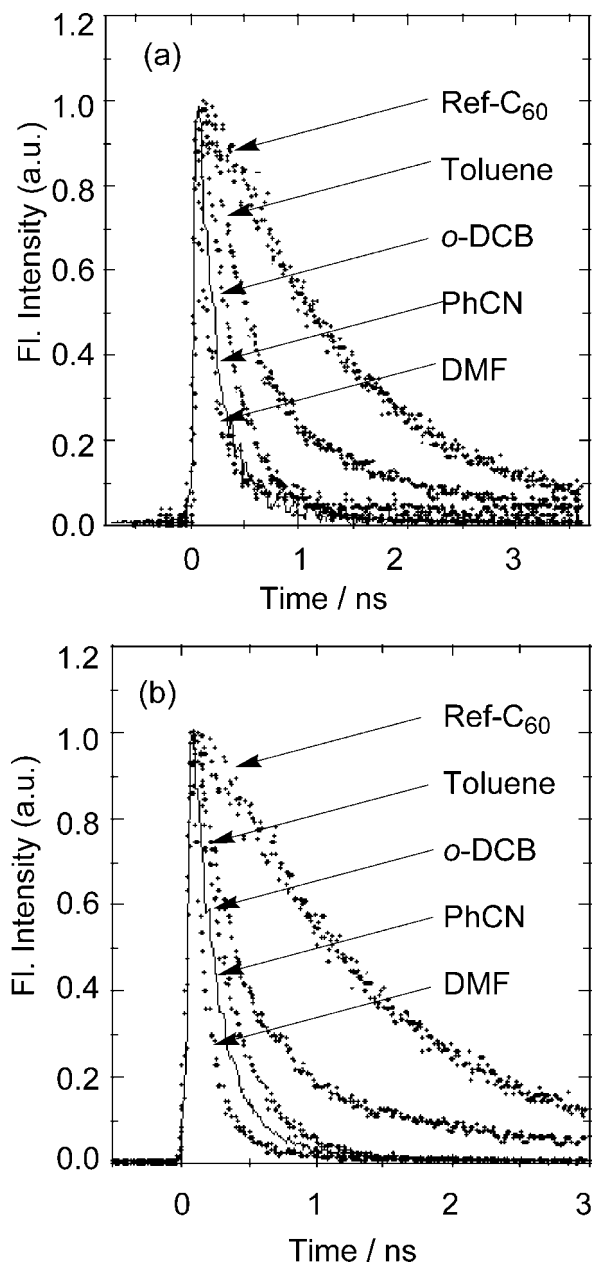 1.2
(a)
Ref-C₆₀
1.0
Toluene
0.8
o-DCB
0.6
PhCN
0.4
DMF
0.2
0.0
0 1 2 3
Fl. Intensity (a.u.)
Time / ns
1.2
(b)
Ref-C₆₀
1.0
Toluene
0.8
o-DCB
0.6
PhCN
0.4
DMF
0.2
0.0
0 1 2 3
Fl. Intensity (a.u.)
Time / ns